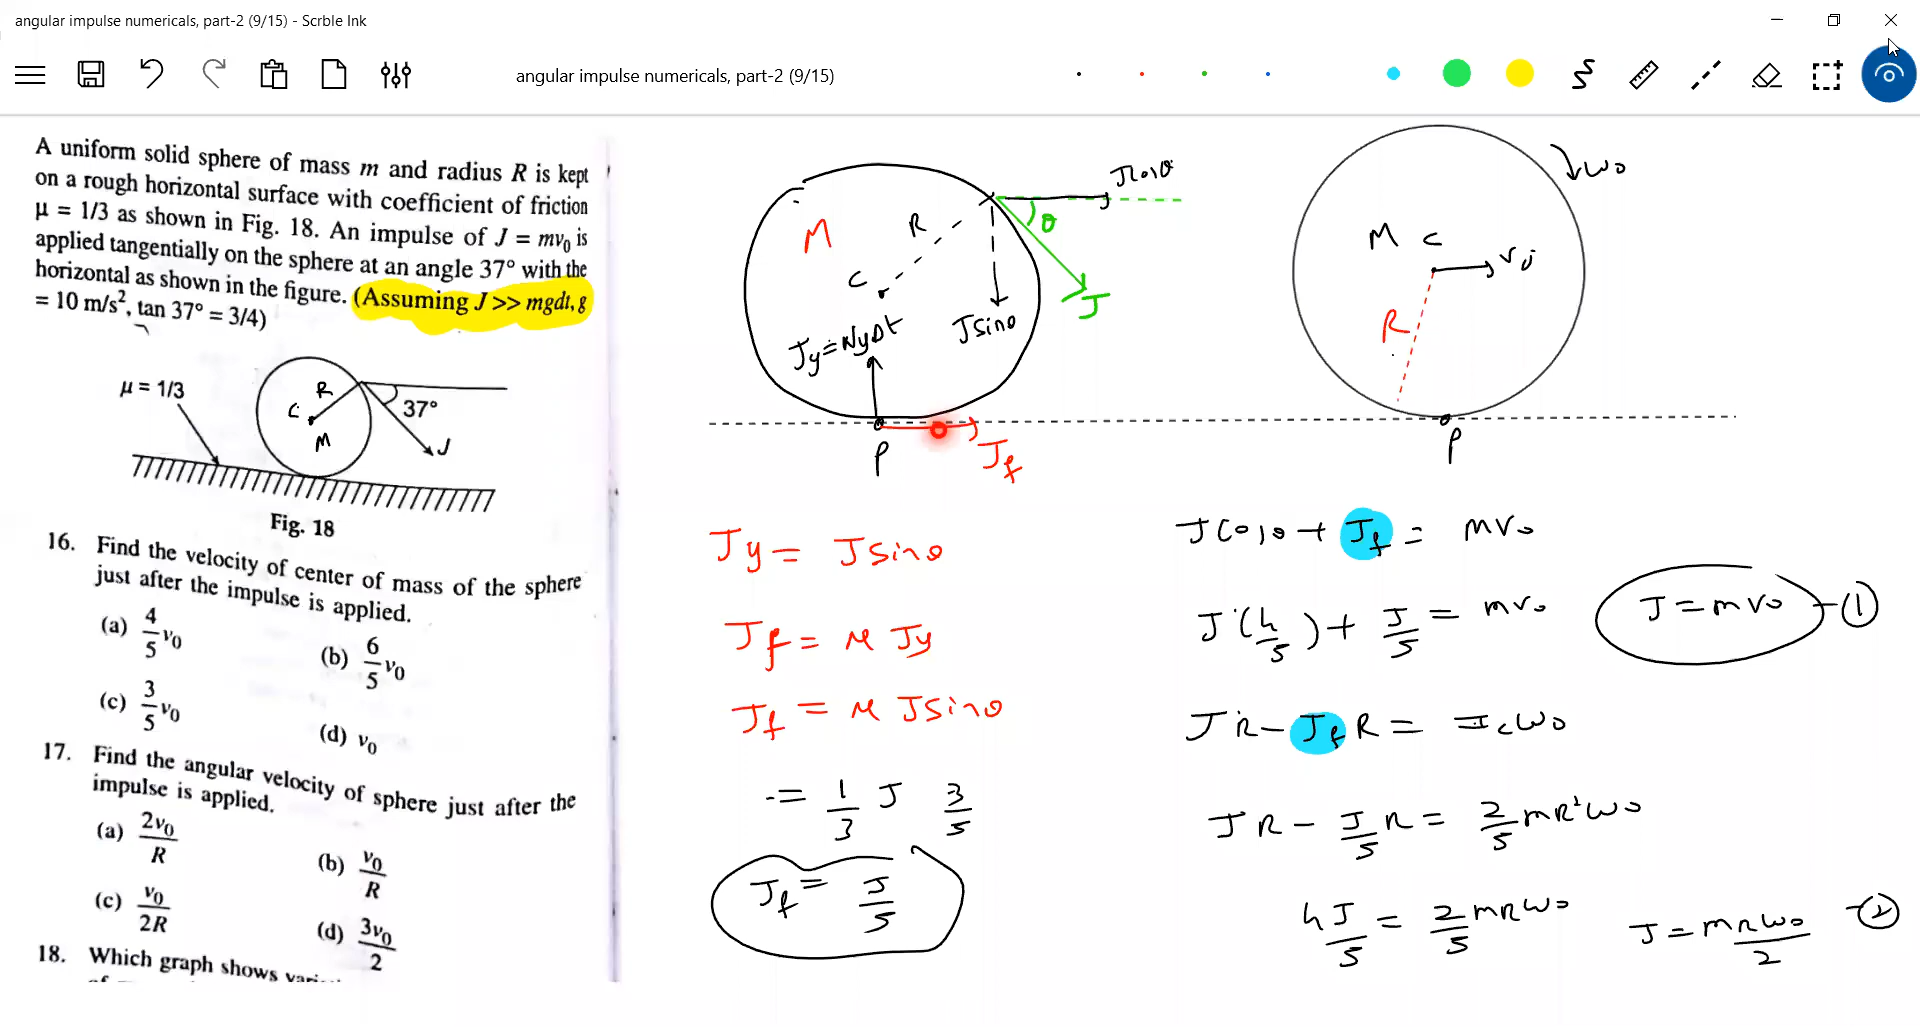 angular impulse numericals, part-2 (9/15) - Scrble Ink
angular impulse numericals, part-2 (9/15)
A uniform solid sphere of mass m and radius R is kept
on a rough horizontal surface with coefficient of friction
μ = 1/3 as shown in Fig. 18. An impulse of J = mv₀ is
applied tangentially on the sphere at an angle 37° with the
horizontal as shown in the figure. (Assuming J >> mgdt, g
= 10 m/s², tan 37° = 3/4)
μ = 1/3
R
C
M
37°
J
Fig. 18
16. Find the velocity of center of mass of the sphere
just after the impulse is applied.
(a) 4/5 v₀
(b) 6/5 v₀
(c) 3/5 v₀
(d) v₀
17. Find the angular velocity of sphere just after the
impulse is applied.
(a) 2v₀/R
(b) v₀/R
(c) v₀/2R
(d) 3v₀/2
18. Which graph shows
M
R
C
Jcosθ
θ
J
Jsinθ
Jy=NyΔt
P
Jf
ω₀
M C
v₀
R
P
Jy = Jsinθ
Jf = μ Jy
Jf = μ Jsinθ
= 1/3 J 3/5
Jf = J/5
Jcosθ + Jf = mv₀
J(4/5) + J/5 = mv₀
J = mv₀ -(1)
JR - JfR = Icω₀
JR - J/5 R = 2/5 mR²ω₀
4J/5 = 2/5 mRω₀
J = mRω₀/2 -(2)